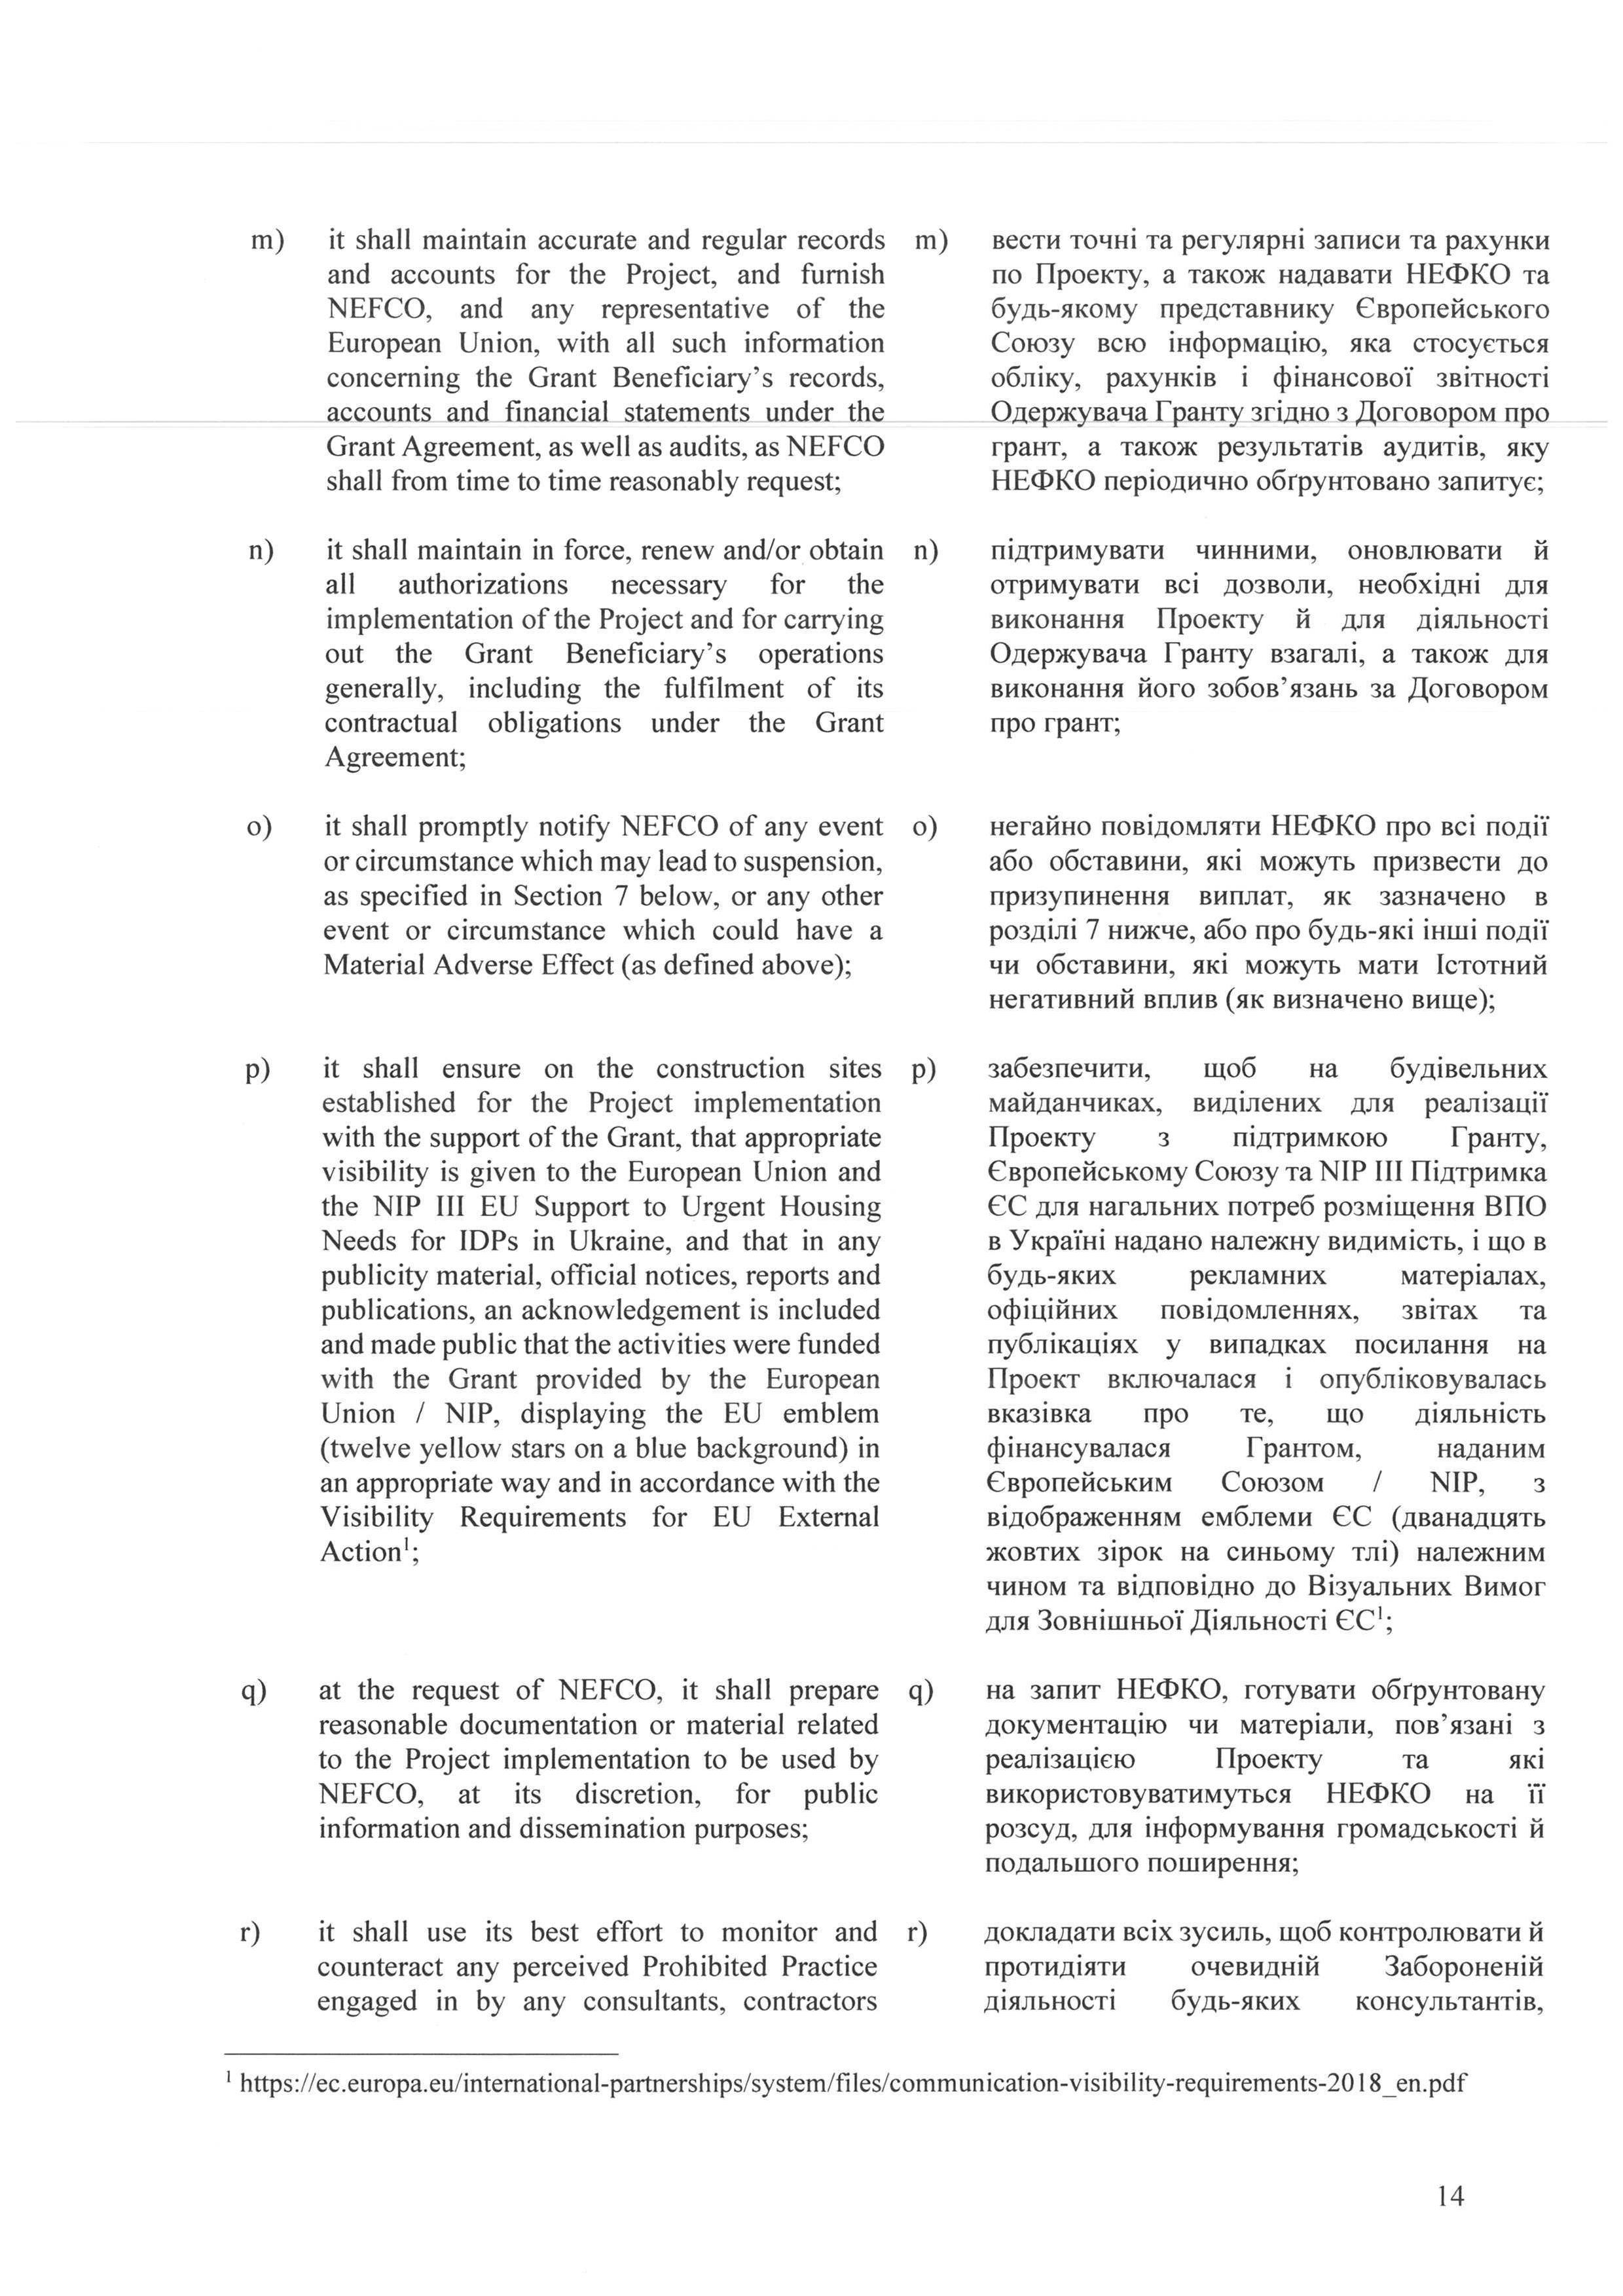 m) it shall maintain accurate and regular records
and accounts for the Project, and furnish
NEFCO, and any representative of the
European Union, with all such information
concerning the Grant Beneficiary’s records,
accounts and financial statements under the
Grant Agreement, as well as audits, as NEFCO
shall from time to time reasonably request;
n) it shall maintain in force, renew and/or obtain
all authorizations necessary for the
implementation of the Project and for carrying
out the Grant Beneficiary’s operations
generally, including the fulfilment of its
contractual obligations under the Grant
Agreement;
o) it shall promptly notify NEFCO of any event
or circumstance which may lead to suspension,
as specified in Section 7 below, or any other
event or circumstance which could have a
Material Adverse Effect (as defined above);
p) it shall ensure on the construction sites
established for the Project implementation
with the support of the Grant, that appropriate
visibility is given to the European Union and
the NIP III EU Support to Urgent Housing
Needs for IDPs in Ukraine, and that in any
publicity material, official notices, reports and
publications, an acknowledgement is included
and made public that the activities were funded
with the Grant provided by the European
Union / NIP, displaying the EU emblem
(twelve yellow stars on a blue background) in
an appropriate way and in accordance with the
Visibility Requirements for EU External
Action¹;
q) at the request of NEFCO, it shall prepare
reasonable documentation or material related
to the Project implementation to be used by
NEFCO, at its discretion, for public
information and dissemination purposes;
r) it shall use its best effort to monitor and
counteract any perceived Prohibited Practice
engaged in by any consultants, contractors
m) вести точні та регулярні записи та рахунки
по Проекту, а також надавати НЕФКО та
будь-якому представнику Європейського
Союзу всю інформацію, яка стосується
обліку, рахунків і фінансової звітності
Одержувача Гранту згідно з Договором про
грант, а також результатів аудитів, яку
НЕФКО періодично обґрунтовано запитує;
n) підтримувати чинними, оновлювати й
отримувати всі дозволи, необхідні для
виконання Проекту й для діяльності
Одержувача Гранту взагалі, а також для
виконання його зобов’язань за Договором
про грант;
o) негайно повідомляти НЕФКО про всі події
або обставини, які можуть призвести до
призупинення виплат, як зазначено в
розділі 7 нижче, або про будь-які інші події
чи обставини, які можуть мати Істотний
негативний вплив (як визначено вище);
p) забезпечити, щоб на будівельних
майданчиках, виділених для реалізації
Проекту з підтримкою Гранту,
Європейському Союзу та NIP III Підтримка
ЄС для нагальних потреб розміщення ВПО
в Україні надано належну видимість, і що в
будь-яких рекламних матеріалах,
офіційних повідомленнях, звітах та
публікаціях у випадках посилання на
Проект включалася і опубліковувалась
вказівка про те, що діяльність
фінансувалася Грантом, наданим
Європейським Союзом / NIP, з
відображенням емблеми ЄС (дванадцять
жовтих зірок на синьому тлі) належним
чином та відповідно до Візуальних Вимог
для Зовнішньої Діяльності ЄС¹;
q) на запит НЕФКО, готувати обґрунтовану
документацію чи матеріали, пов’язані з
реалізацією Проекту та які
використовуватимуться НЕФКО на її
розсуд, для інформування громадськості й
подальшого поширення;
r) докладати всіх зусиль, щоб контролювати й
протидіяти очевидній Забороненій
діяльності будь-яких консультантів,
¹ https://ec.europa.eu/international-partnerships/system/files/communication-visibility-requirements-2018_en.pdf
14